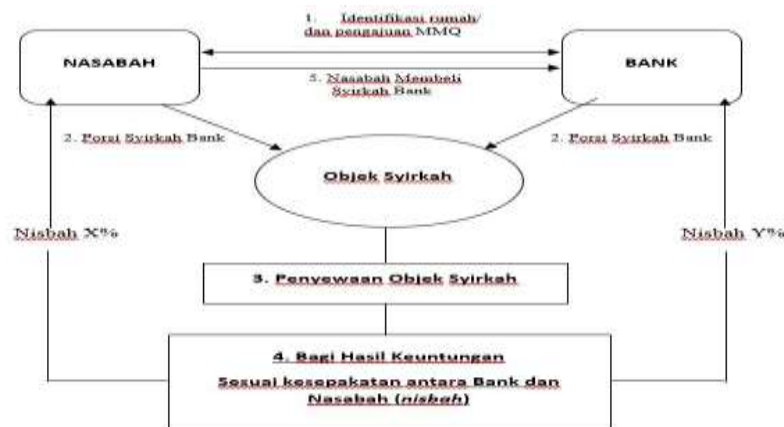 1. Identifikasi rumah/
dan pengajuan MMQ
NASABAH
BANK
5. Nasabah Membeli
Syirkah Bank
2. Porsi Syirkah Bank
2. Porsi Syirkah Bank
Objek Syirkah
Nisbah X%
Nisbah Y%
3. Penyewaan Objek Syirkah
4. Bagi Hasil Keuntungan
Sesuai kesepakatan antara Bank dan
Nasabah (nisbah)